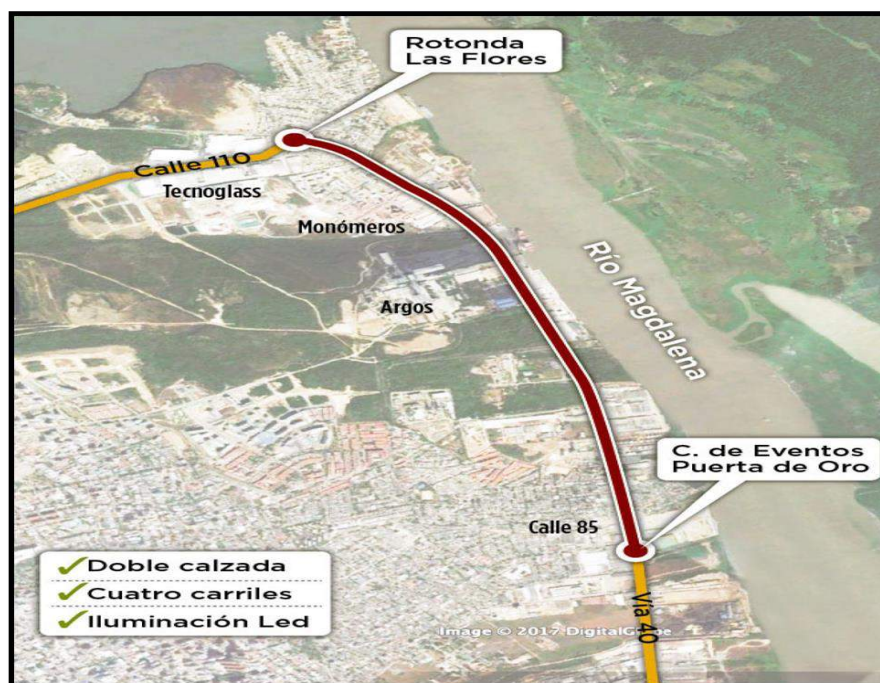 Rotonda
Las Flores
Calle 110
Tecnoglass
Monómeros
Argos
Río Magdalena
C. de Eventos
Puerta de Oro
Calle 85
Doble calzada
Cuatro carriles
Iluminación Led
Vía 40
Image © 2017 DigitalGlobe